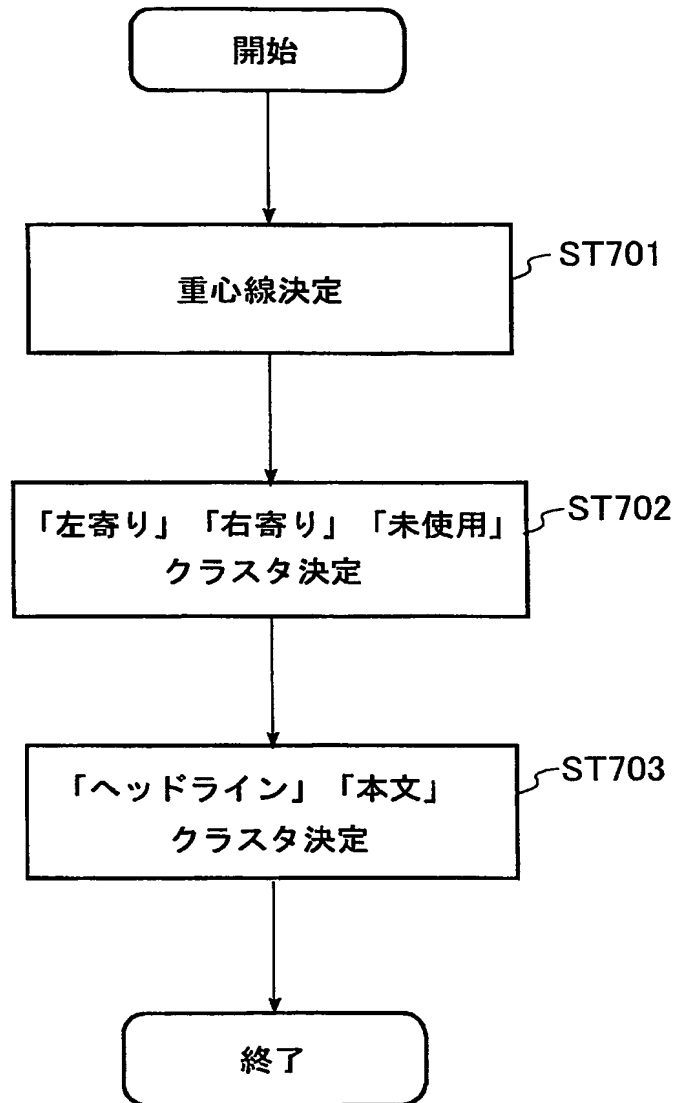 開始
重心線決定
ST701
「左寄り」「右寄り」「未使用」
クラスタ決定
ST702
「ヘッドライン」「本文」
クラスタ決定
ST703
終了